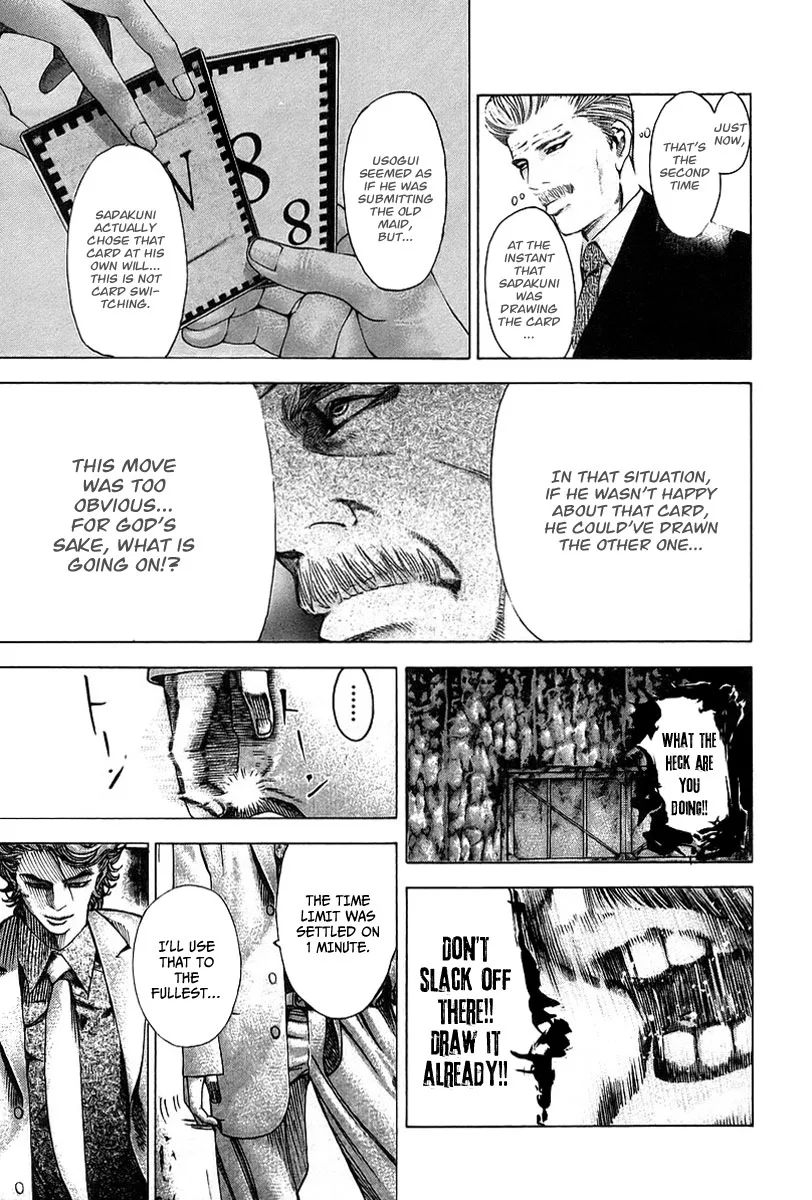 JUST
NOW,
THAT'S
THE
SECOND
TIME
AT THE
INSTANT
THAT
SADAKUNI
WAS
DRAWING
THE CARD
...
USOGUI
SEEMED AS
IF HE WAS
SUBMITTING
THE OLD
MAID,
BUT...
V
8
8
SADAKUNI
ACTUALLY
CHOSE THAT
CARD AT HIS
OWN WILL...
THIS IS NOT
CARD SWI-
TCHING.
IN THAT SITUATION,
IF HE WASN'T HAPPY
ABOUT THAT CARD,
HE COULD'VE DRAWN
THE OTHER ONE...
THIS MOVE
WAS TOO
OBVIOUS...
FOR GOD'S
SAKE, WHAT IS
GOING ON!?
WHAT THE
HECK ARE
YOU
DOING!!
......
トン
トン
DON'T
SLACK OFF
THERE!!
DRAW IT
ALREADY!!
THE TIME
LIMIT WAS
SETTLED ON
1 MINUTE.
I'LL USE
THAT TO
THE
FULLEST...